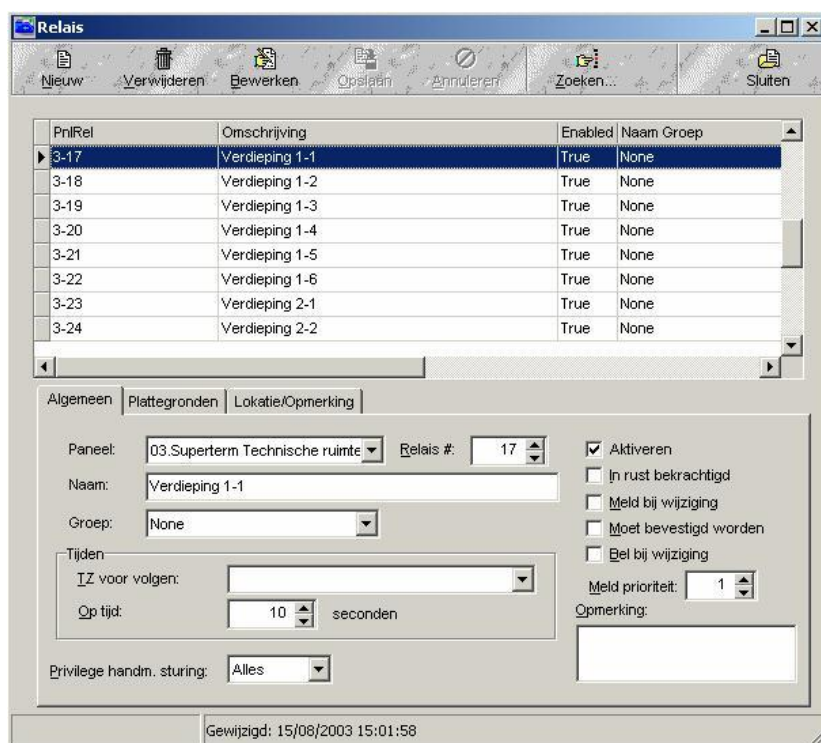 Relais
Nieuw Verwijderen Bewerken Opslaan Annuleren Zoeken... Sluiten
PnlRel Omschrijving Enabled Naam Groep
3-17 Verdieping 1-1 True None
3-18 Verdieping 1-2 True None
3-19 Verdieping 1-3 True None
3-20 Verdieping 1-4 True None
3-21 Verdieping 1-5 True None
3-22 Verdieping 1-6 True None
3-23 Verdieping 2-1 True None
3-24 Verdieping 2-2 True None
Algemeen Plattegronden Lokatie/Opmerking
Paneel: 03.Superterm Technische ruimte Relais #: 17 Aktiveren
In rust bekrachtigd
Naam: Verdieping 1-1
Meld bij wijziging
Groep: None
Moet bevestigd worden
Tijden
Bel bij wijziging
TZ voor volgen:
Meld prioriteit: 1
Op tijd: 10 seconden
Opmerking:
Privilege handm. sturing: Alles
Gewijzigd: 15/08/2003 15:01:58